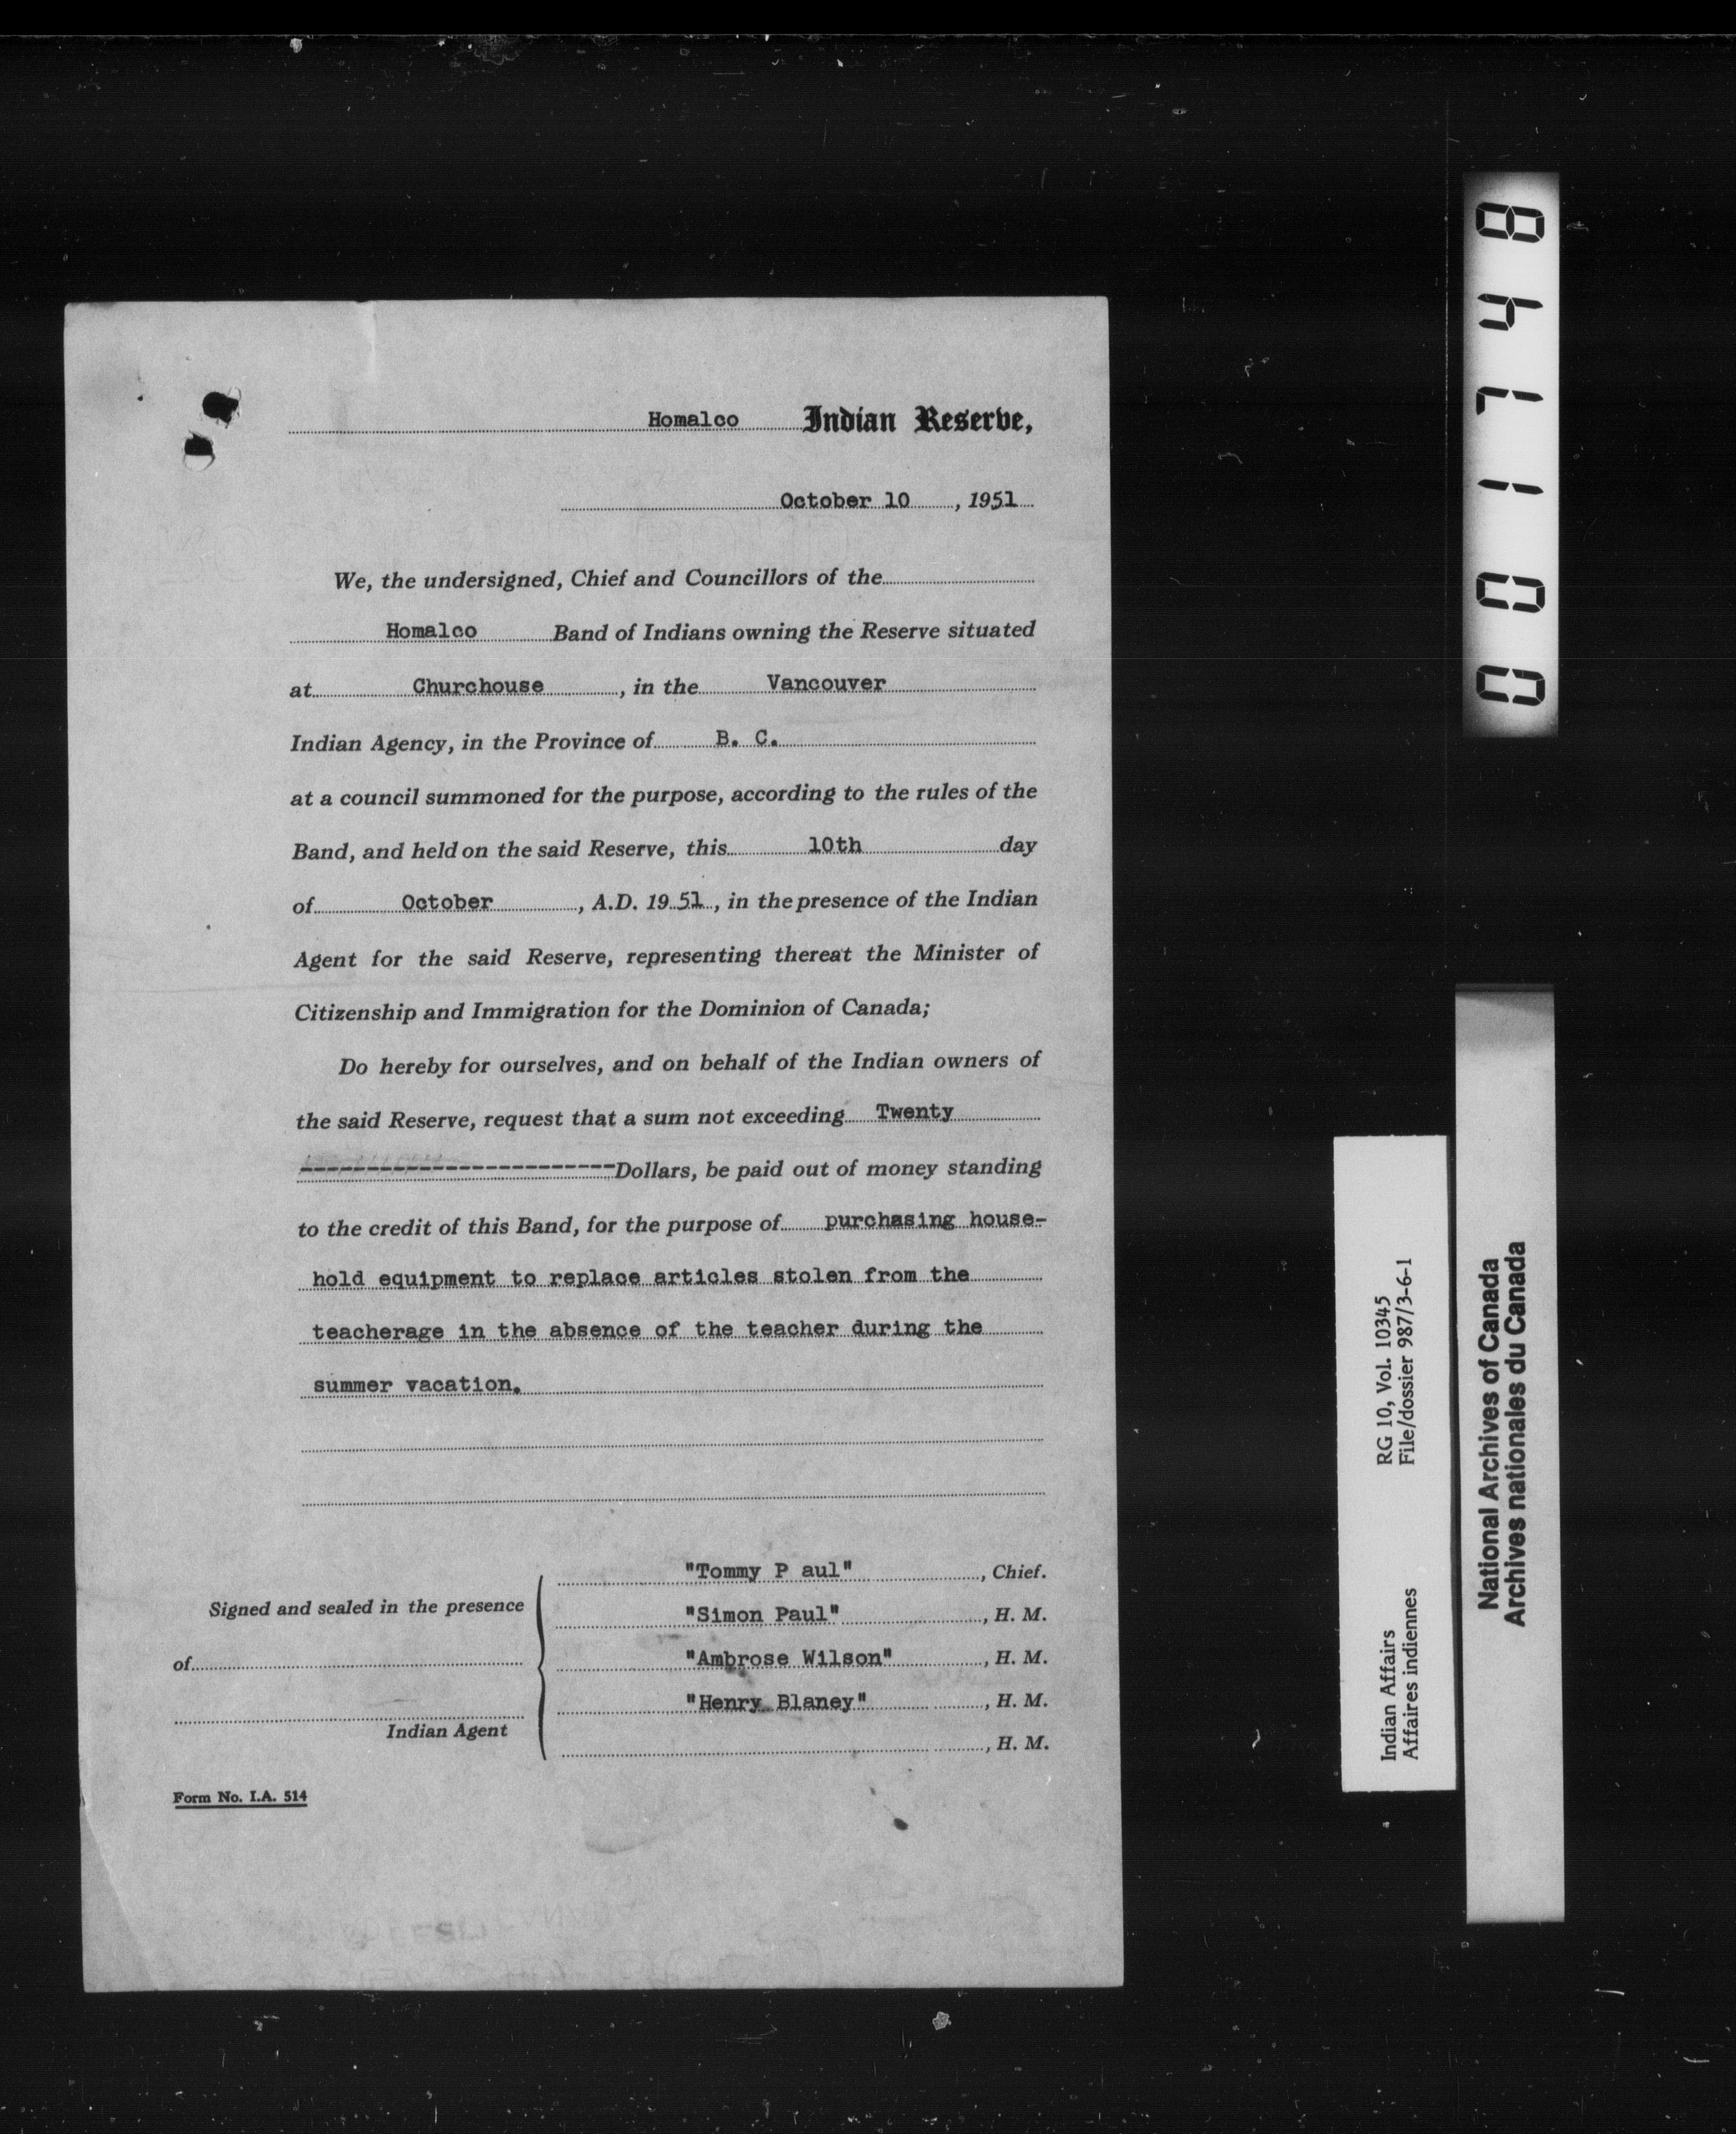 Homalco Indian Reserve,
October 10, 1951
We, the undersigned, Chief and Councillors of the
Homalco Band of Indians owning the Reserve situated
at Churchouse, in the Vancouver
Indian Agency, in the Province of B. C.
at a council summoned for the purpose, according to the rules of the
Band, and held on the said Reserve, this 10th day
of October, A.D. 19 51, in the presence of the Indian
Agent for the said Reserve, representing thereat the Minister of
Citizenship and Immigration for the Dominion of Canada;
Do hereby for ourselves, and on behalf of the Indian owners of
the said Reserve, request that a sum not exceeding Twenty
------------------------Dollars, be paid out of money standing
to the credit of this Band, for the purpose of purchasing house-
hold equipment to replace articles stolen from the
teacherage in the absence of the teacher during the
summer vacation.
"Tommy P aul", Chief.
Signed and sealed in the presence
"Simon Paul", H. M.
of
"Ambrose Wilson", H. M.
"Henry Blaney", H. M.
Indian Agent
, H. M.
Form No. I.A. 514
001748
Indian Affairs RG 10, Vol. 10345
Affaires indiennes File/dossier 987/3-6-1
National Archives of Canada
Archives nationales du Canada